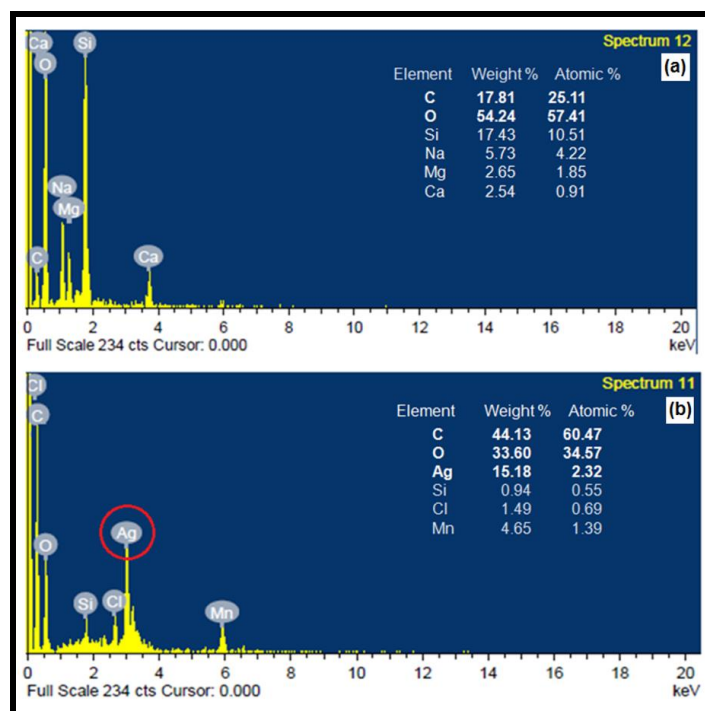 Spectrum 12
(a)
Ca
Si
O
Element Weight % Atomic %
C 17.81 25.11
O 54.24 57.41
Si 17.43 10.51
Na 5.73 4.22
Mg 2.65 1.85
Ca 2.54 0.91
Na
Mg
C
Ca
0 2 4 6 8 10 12 14 16 18 20
Full Scale 234 cts Cursor: 0.000 keV
Spectrum 11
(b)
Cl
C
Element Weight % Atomic %
C 44.13 60.47
O 33.60 34.57
Ag 15.18 2.32
Si 0.94 0.55
Cl 1.49 0.69
Mn 4.65 1.39
Ag
O
Si
Cl
Mn
0 2 4 6 8 10 12 14 16 18 20
Full Scale 234 cts Cursor: 0.000 keV